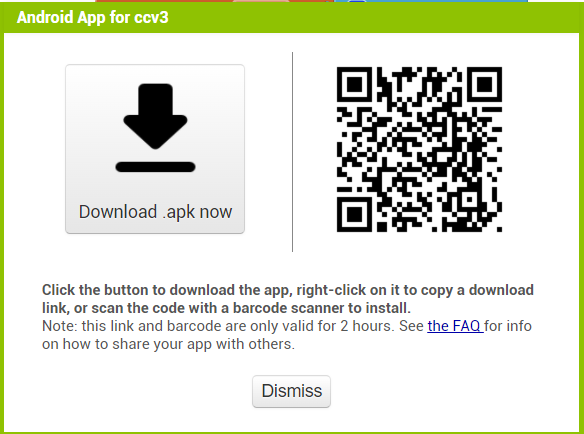 Android App for ccv3
Download .apk now
Click the button to download the app, right-click on it to copy a download
link, or scan the code with a barcode scanner to install.
Note: this link and barcode are only valid for 2 hours. See the FAQ for info
on how to share your app with others.
Dismiss